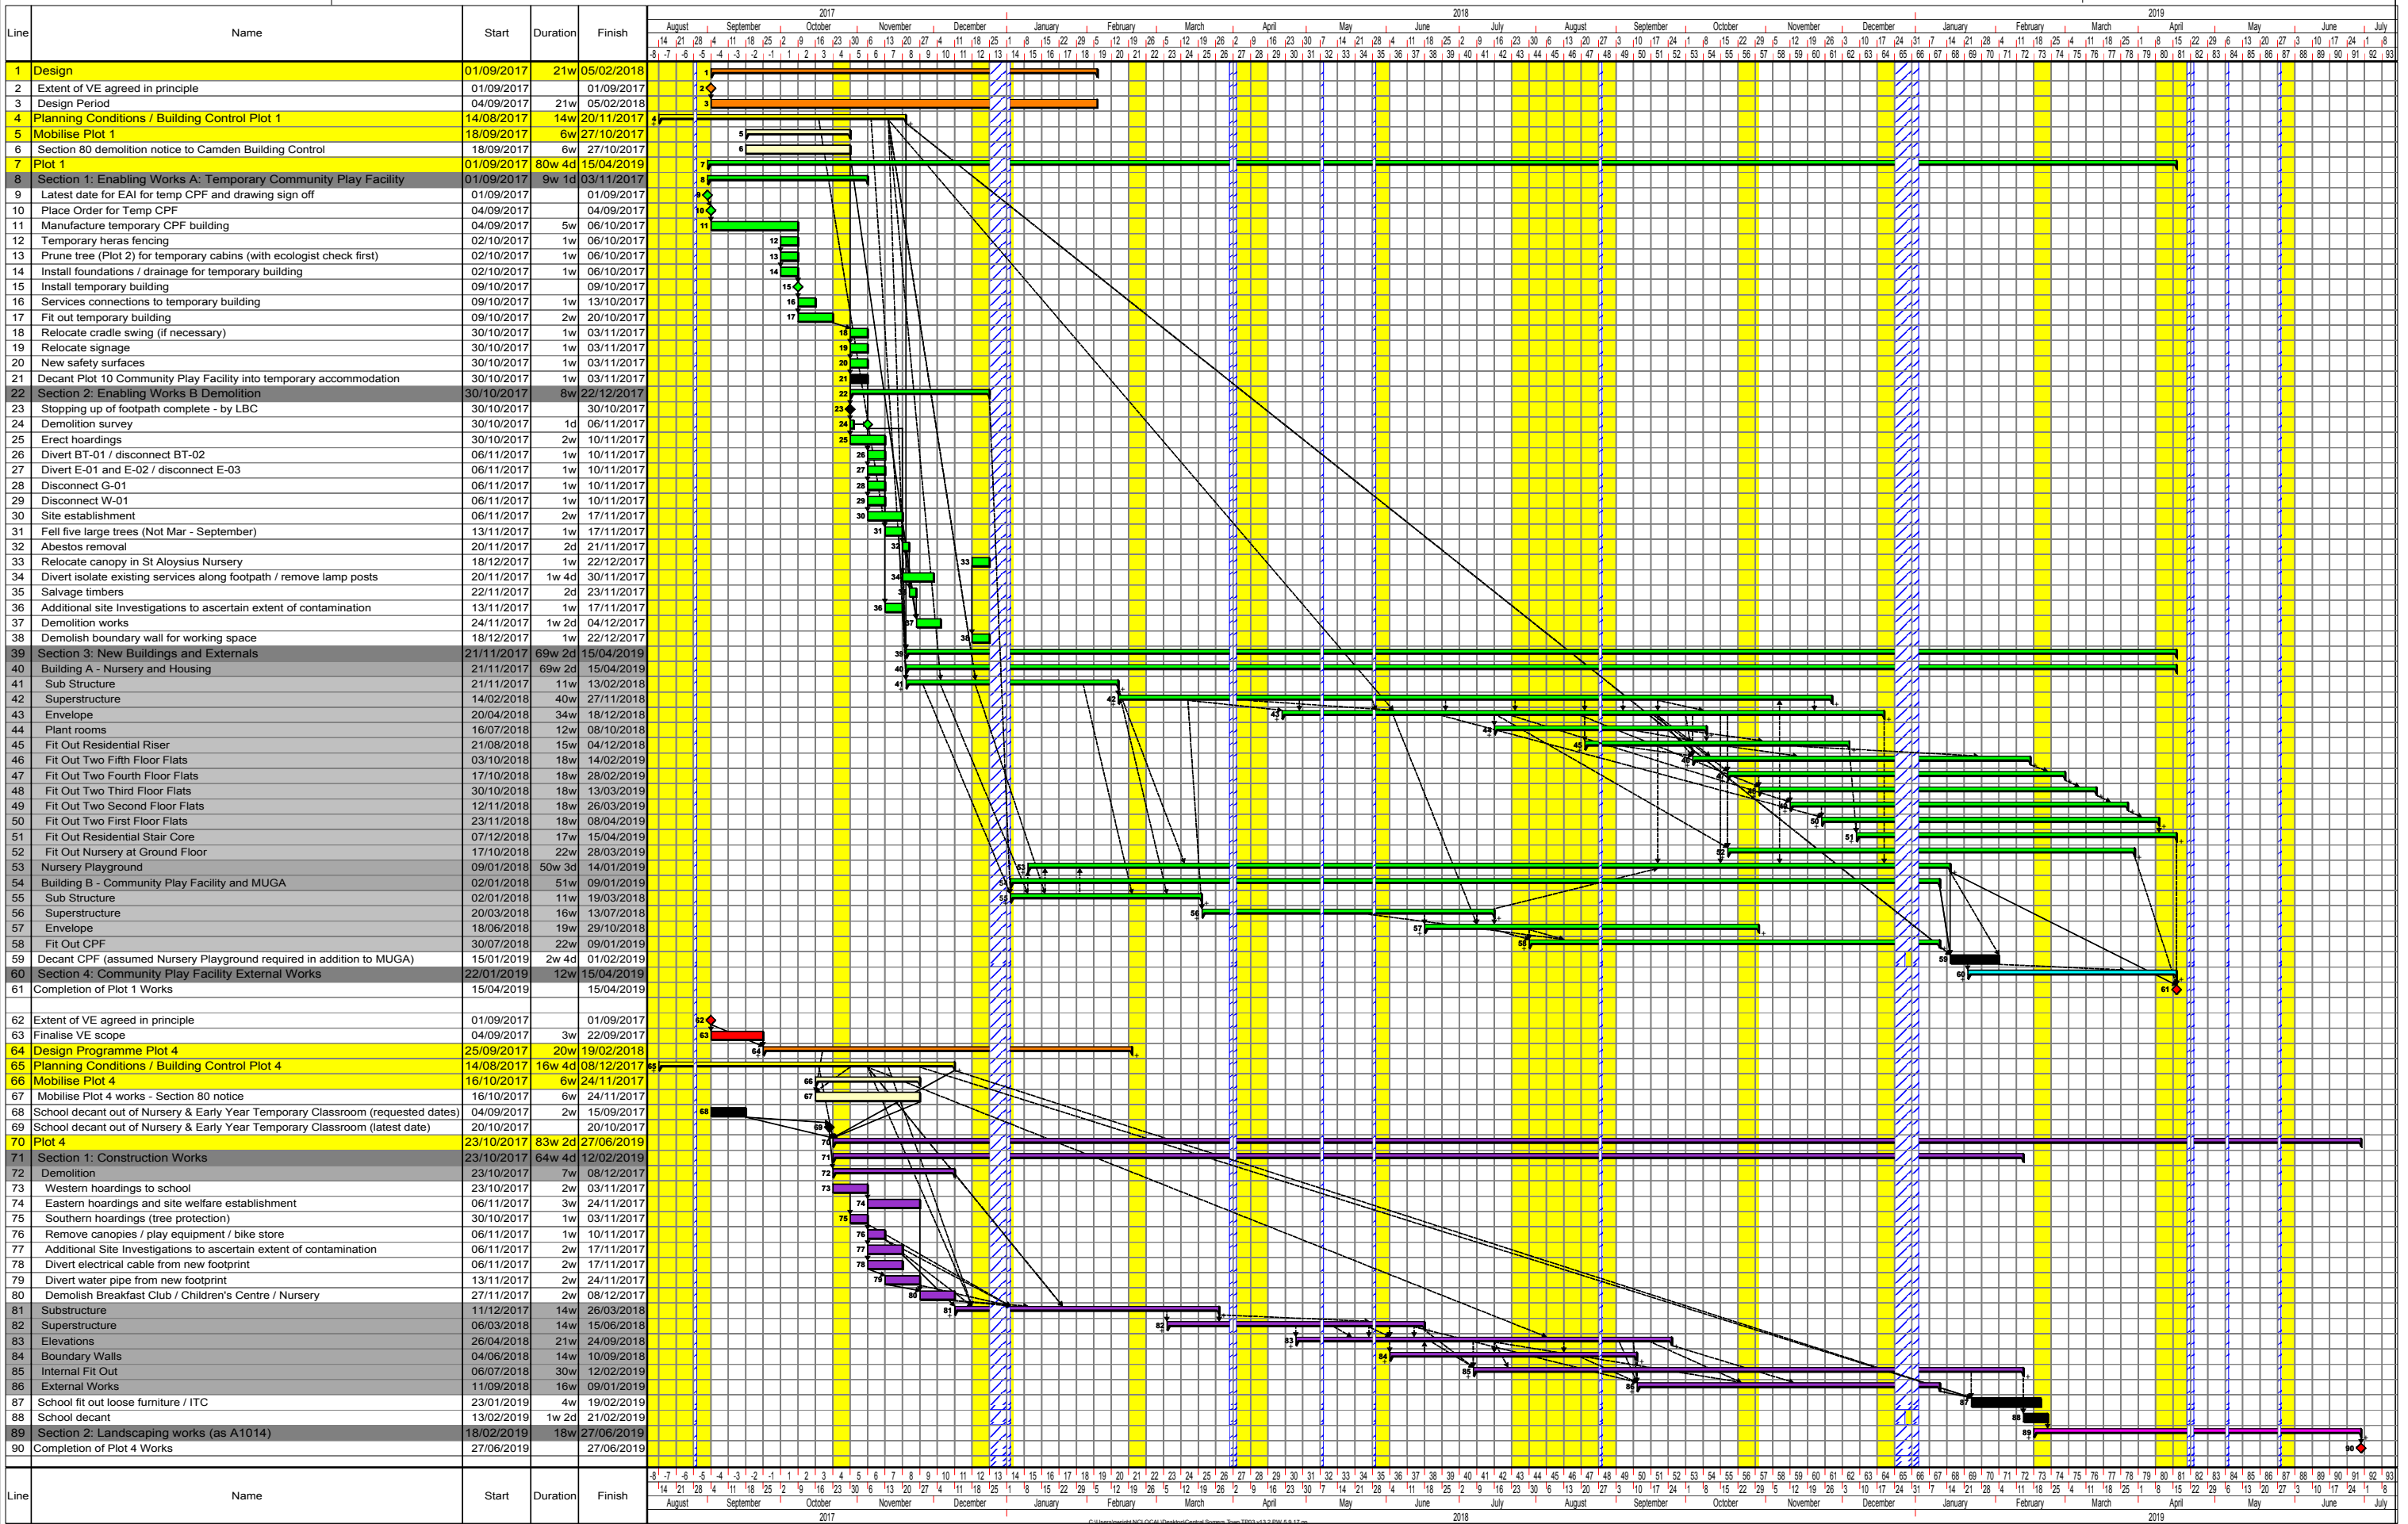 2017 2018 2019
Line Name Start Duration Finish
August September October November December January February March April May June July August September October November December January February March April May June July
1 Design 01/09/2017 21w 05/02/2018
2 Extent of VE agreed in principle 01/09/2017 01/09/2017
3 Design Period 04/09/2017 21w 05/02/2018
4 Planning Conditions / Building Control Plot 1 14/08/2017 14w 20/11/2017
5 Mobilise Plot 1 18/09/2017 6w 27/10/2017
6 Section 80 demolition notice to Camden Building Control 18/09/2017 6w 27/10/2017
7 Plot 1 01/09/2017 80w 4d 15/04/2019
8 Section 1: Enabling Works A: Temporary Community Play Facility 01/09/2017 9w 1d 03/11/2017
9 Latest date for EAI for temp CPF and drawing sign off 01/09/2017 01/09/2017
10 Place Order for Temp CPF 04/09/2017 04/09/2017
11 Manufacture temporary CPF building 04/09/2017 5w 06/10/2017
12 Temporary heras fencing 02/10/2017 1w 06/10/2017
13 Prune tree (Plot 2) for temporary cabins (with ecologist check first) 02/10/2017 1w 06/10/2017
14 Install foundations / drainage for temporary building 02/10/2017 1w 06/10/2017
15 Install temporary building 09/10/2017 09/10/2017
16 Services connections to temporary building 09/10/2017 1w 13/10/2017
17 Fit out temporary building 09/10/2017 2w 20/10/2017
18 Relocate cradle swing (if necessary) 30/10/2017 1w 03/11/2017
19 Relocate signage 30/10/2017 1w 03/11/2017
20 New safety surfaces 30/10/2017 1w 03/11/2017
21 Decant Plot 10 Community Play Facility into temporary accommodation 30/10/2017 1w 03/11/2017
22 Section 2: Enabling Works B Demolition 30/10/2017 8w 22/12/2017
23 Stopping up of footpath complete - by LBC 30/10/2017 30/10/2017
24 Demolition survey 30/10/2017 1d 06/11/2017
25 Erect hoardings 30/10/2017 2w 10/11/2017
26 Divert BT-01 / disconnect BT-02 06/11/2017 1w 10/11/2017
27 Divert E-01 and E-02 / disconnect E-03 06/11/2017 1w 10/11/2017
28 Disconnect G-01 06/11/2017 1w 10/11/2017
29 Disconnect W-01 06/11/2017 1w 10/11/2017
30 Site establishment 06/11/2017 2w 17/11/2017
31 Fell five large trees (Not Mar - September) 13/11/2017 1w 17/11/2017
32 Abestos removal 20/11/2017 2d 21/11/2017
33 Relocate canopy in St Aloysius Nursery 18/12/2017 1w 22/12/2017
34 Divert isolate existing services along footpath / remove lamp posts 20/11/2017 1w 4d 30/11/2017
35 Salvage timbers 22/11/2017 2d 23/11/2017
36 Additional site Investigations to ascertain extent of contamination 13/11/2017 1w 17/11/2017
37 Demolition works 24/11/2017 1w 2d 04/12/2017
38 Demolish boundary wall for working space 18/12/2017 1w 22/12/2017
39 Section 3: New Buildings and Externals 21/11/2017 69w 2d 15/04/2019
40 Building A - Nursery and Housing 21/11/2017 69w 2d 15/04/2019
41 Sub Structure 21/11/2017 11w 13/02/2018
42 Superstructure 14/02/2018 40w 27/11/2018
43 Envelope 20/04/2018 34w 18/12/2018
44 Plant rooms 16/07/2018 12w 08/10/2018
45 Fit Out Residential Riser 21/08/2018 15w 04/12/2018
46 Fit Out Two Fifth Floor Flats 03/10/2018 18w 14/02/2019
47 Fit Out Two Fourth Floor Flats 17/10/2018 18w 28/02/2019
48 Fit Out Two Third Floor Flats 30/10/2018 18w 13/03/2019
49 Fit Out Two Second Floor Flats 12/11/2018 18w 26/03/2019
50 Fit Out Two First Floor Flats 23/11/2018 18w 08/04/2019
51 Fit Out Residential Stair Core 07/12/2018 17w 15/04/2019
52 Fit Out Nursery at Ground Floor 17/10/2018 22w 28/03/2019
53 Nursery Playground 09/01/2018 50w 3d 14/01/2019
54 Building B - Community Play Facility and MUGA 02/01/2018 51w 09/01/2019
55 Sub Structure 02/01/2018 11w 19/03/2018
56 Superstructure 20/03/2018 16w 13/07/2018
57 Envelope 18/06/2018 19w 29/10/2018
58 Fit Out CPF 30/07/2018 22w 09/01/2019
59 Decant CPF (assumed Nursery Playground required in addition to MUGA) 15/01/2019 2w 4d 01/02/2019
60 Section 4: Community Play Facility External Works 22/01/2019 12w 15/04/2019
61 Completion of Plot 1 Works 15/04/2019 15/04/2019
62 Extent of VE agreed in principle 01/09/2017 01/09/2017
63 Finalise VE scope 04/09/2017 3w 22/09/2017
64 Design Programme Plot 4 25/09/2017 20w 19/02/2018
65 Planning Conditions / Building Control Plot 4 14/08/2017 16w 4d 08/12/2017
66 Mobilise Plot 4 16/10/2017 6w 24/11/2017
67 Mobilise Plot 4 works - Section 80 notice 16/10/2017 6w 24/11/2017
68 School decant out of Nursery & Early Year Temporary Classroom (requested dates) 04/09/2017 2w 15/09/2017
69 School decant out of Nursery & Early Year Temporary Classroom (latest date) 20/10/2017 20/10/2017
70 Plot 4 23/10/2017 83w 2d 27/06/2019
71 Section 1: Construction Works 23/10/2017 64w 4d 12/02/2019
72 Demolition 23/10/2017 7w 08/12/2017
73 Western hoardings to school 23/10/2017 2w 03/11/2017
74 Eastern hoardings and site welfare establishment 06/11/2017 3w 24/11/2017
75 Southern hoardings (tree protection) 30/10/2017 1w 03/11/2017
76 Remove canopies / play equipment / bike store 06/11/2017 1w 10/11/2017
77 Additional Site Investigations to ascertain extent of contamination 06/11/2017 2w 17/11/2017
78 Divert electrical cable from new footprint 06/11/2017 2w 17/11/2017
79 Divert water pipe from new footprint 13/11/2017 2w 24/11/2017
80 Demolish Breakfast Club / Children's Centre / Nursery 27/11/2017 2w 08/12/2017
81 Substructure 11/12/2017 14w 26/03/2018
82 Superstructure 06/03/2018 14w 15/06/2018
83 Elevations 26/04/2018 21w 24/09/2018
84 Boundary Walls 04/06/2018 14w 10/09/2018
85 Internal Fit Out 06/07/2018 30w 12/02/2019
86 External Works 11/09/2018 16w 09/01/2019
87 School fit out loose furniture / ITC 23/01/2019 4w 19/02/2019
88 School decant 13/02/2019 1w 2d 21/02/2019
89 Section 2: Landscaping works (as A1014) 18/02/2019 18w 27/06/2019
90 Completion of Plot 4 Works 27/06/2019 27/06/2019
Line Name Start Duration Finish
August September October November December January February March April May June July August September October November December January February March April May June July
2017 2018 2019